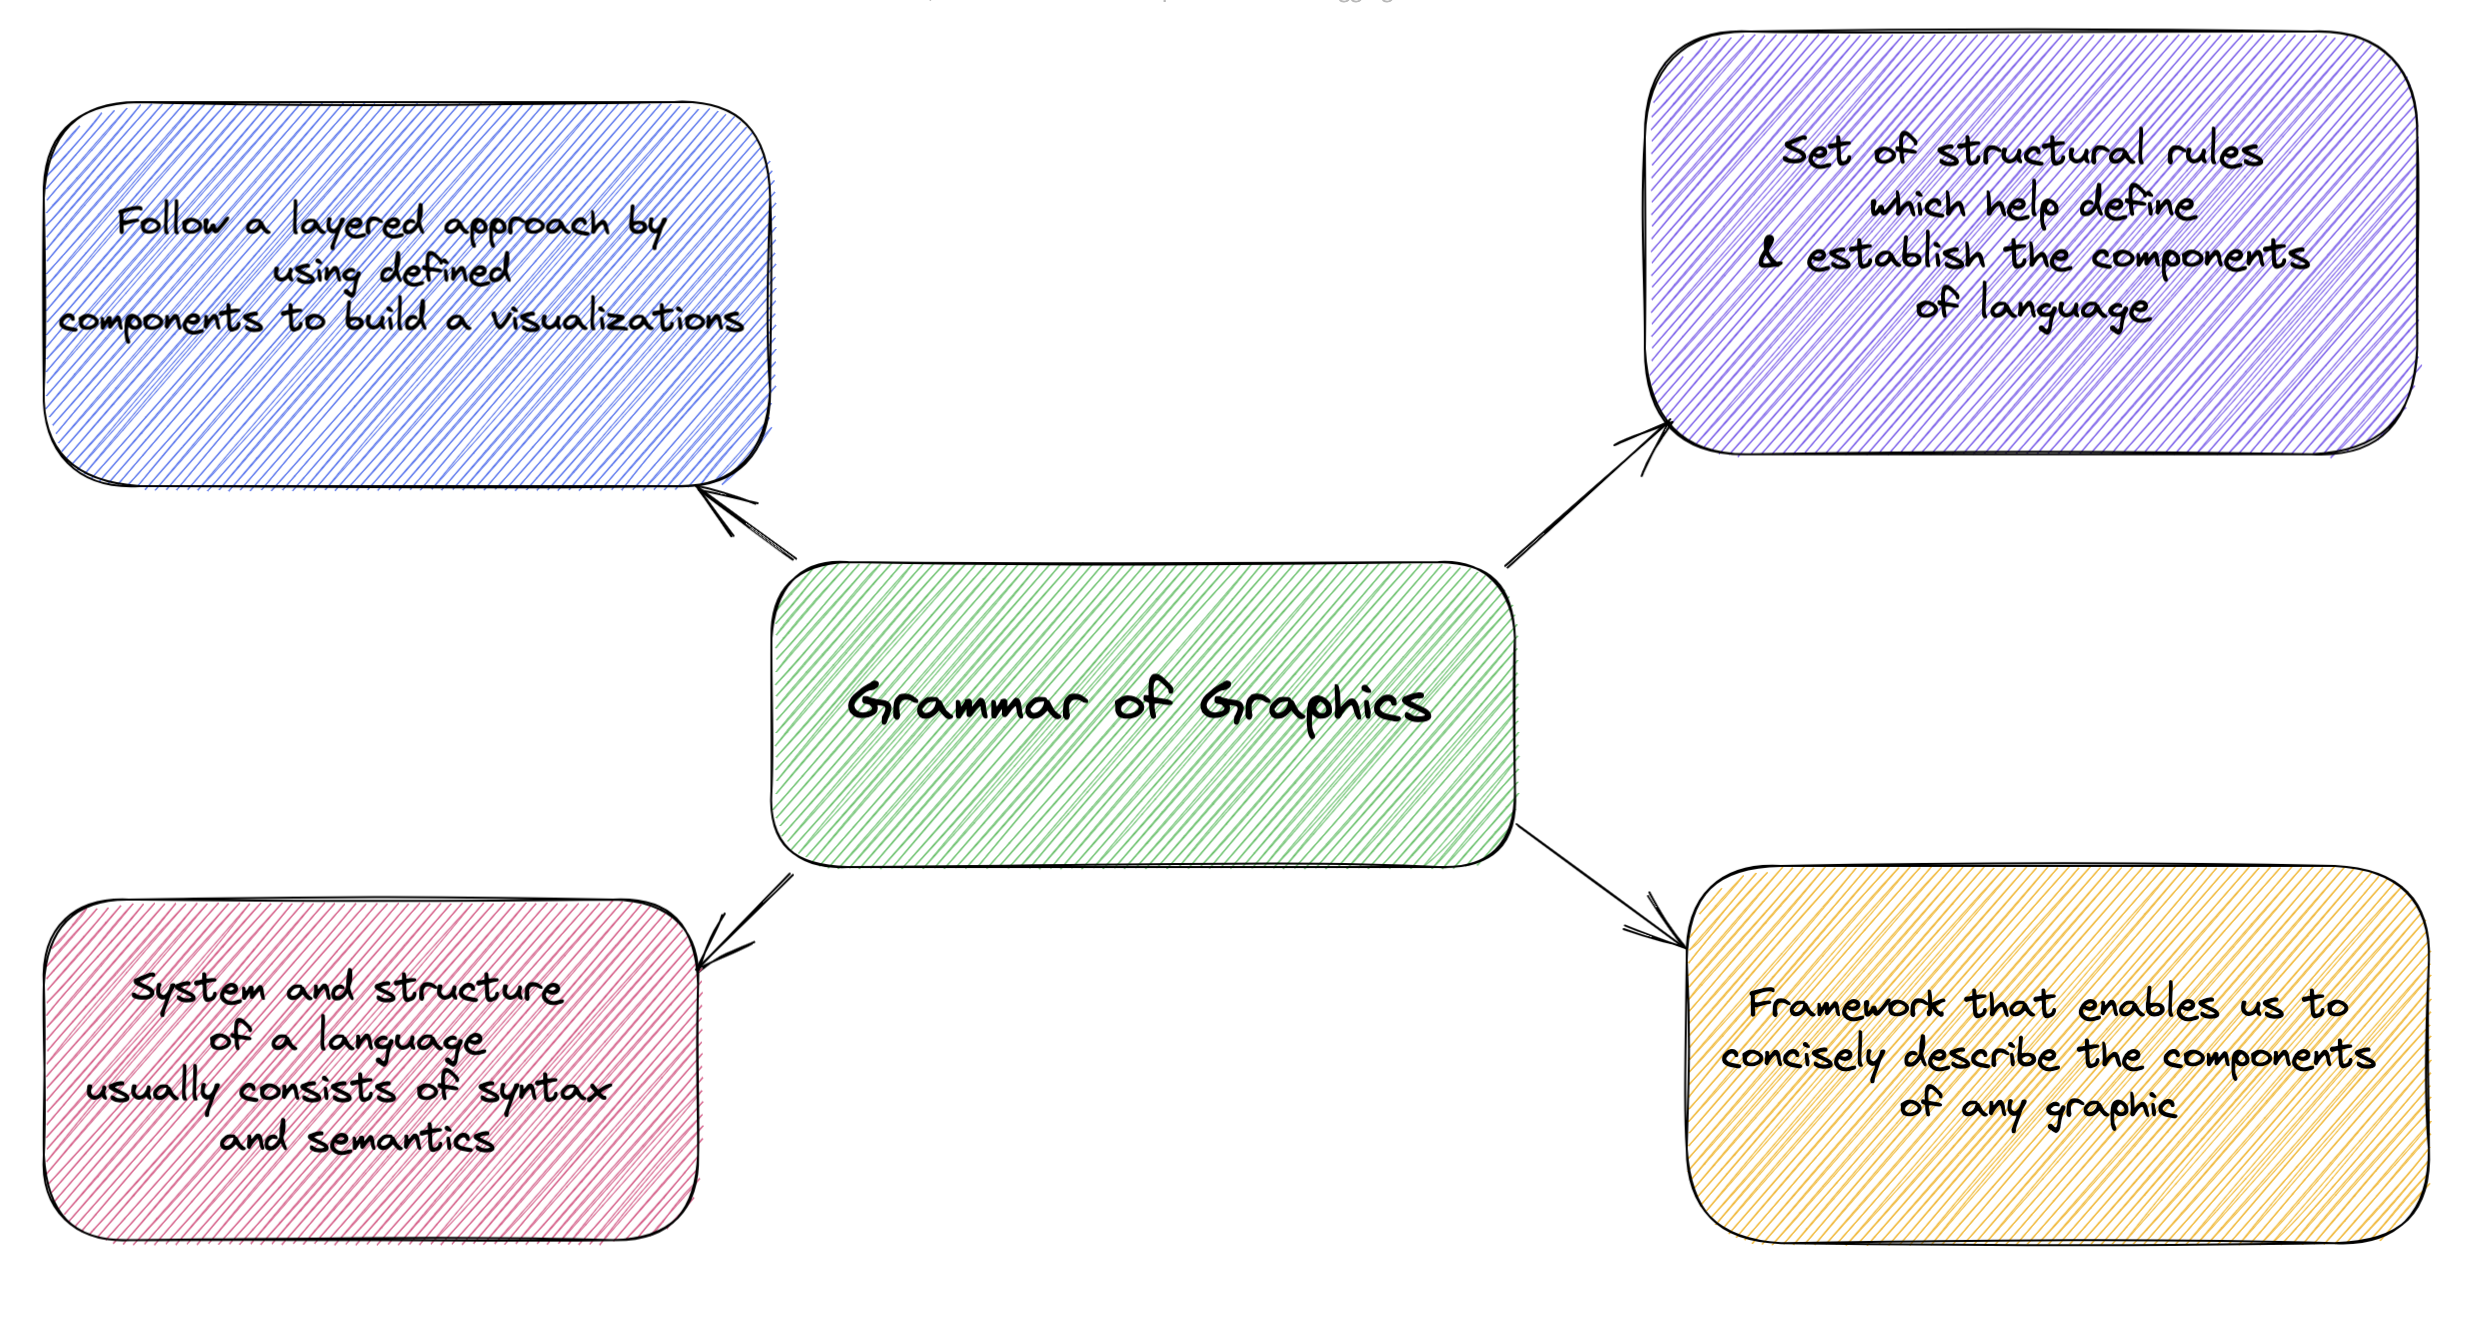 Follow a layered approach by
using defined
components to build a visualizations
Set of structural rules
which help define
& establish the components
of language
Grammar of Graphics
System and structure
of a language
usually consists of syntax
and semantics
Framework that enables us to
concisely describe the components
of any graphic